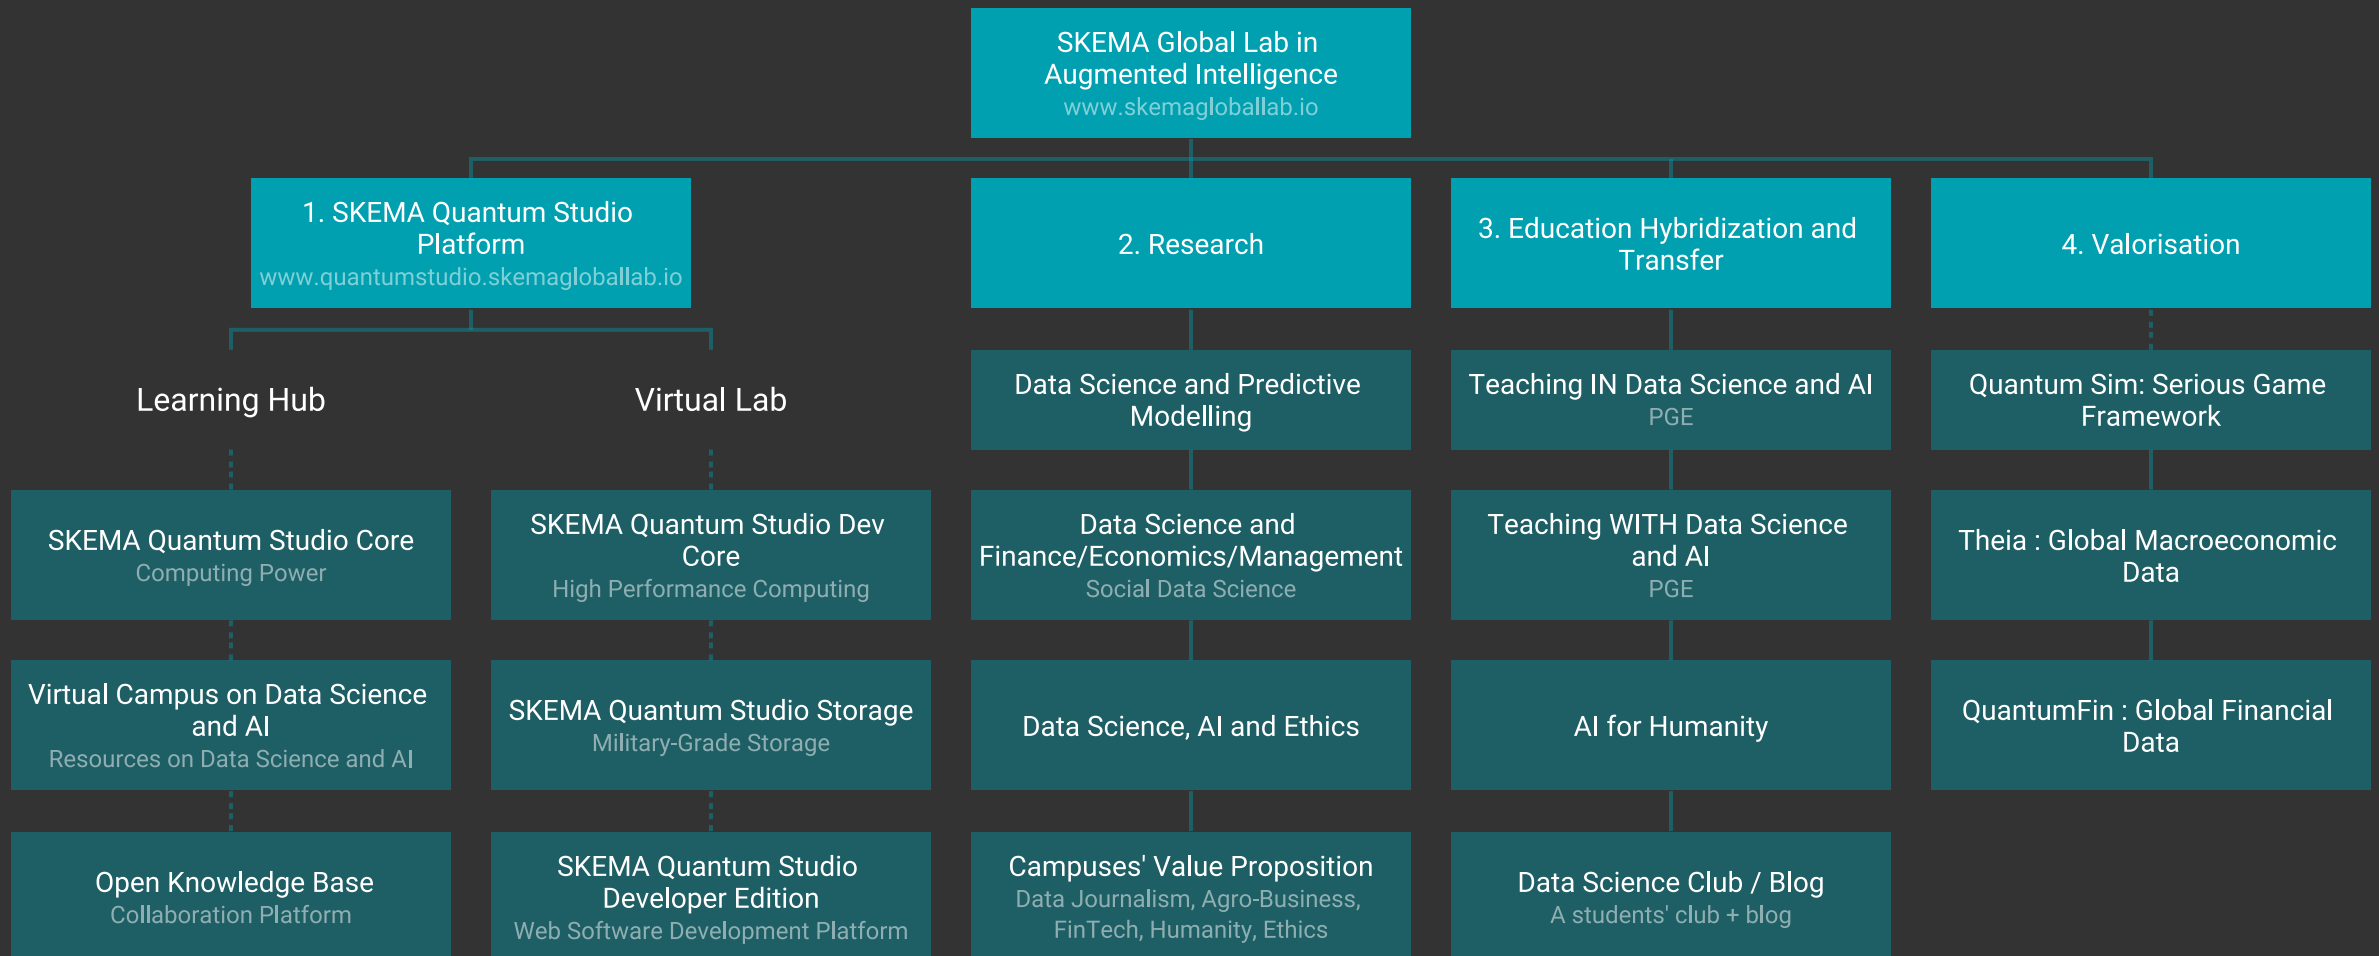 SKEMA Global Lab in
Augmented Intelligence
www.skemagloballab.io
1. SKEMA Quantum Studio
Platform
www.quantumstudio.skemagloballab.io
2. Research
3. Education Hybridization and
Transfer
4. Valorisation
Learning Hub
Virtual Lab
Data Science and Predictive
Modelling
Teaching IN Data Science and AI
PGE
Quantum Sim: Serious Game
Framework
SKEMA Quantum Studio Core
Computing Power
SKEMA Quantum Studio Dev
Core
High Performance Computing
Data Science and
Finance/Economics/Management
Social Data Science
Teaching WITH Data Science
and AI
PGE
Theia : Global Macroeconomic
Data
Virtual Campus on Data Science
and AI
Resources on Data Science and AI
SKEMA Quantum Studio Storage
Military-Grade Storage
Data Science, AI and Ethics
AI for Humanity
QuantumFin : Global Financial
Data
Open Knowledge Base
Collaboration Platform
SKEMA Quantum Studio
Developer Edition
Web Software Development Platform
Campuses' Value Proposition
Data Journalism, Agro-Business,
FinTech, Humanity, Ethics
Data Science Club / Blog
A students' club + blog